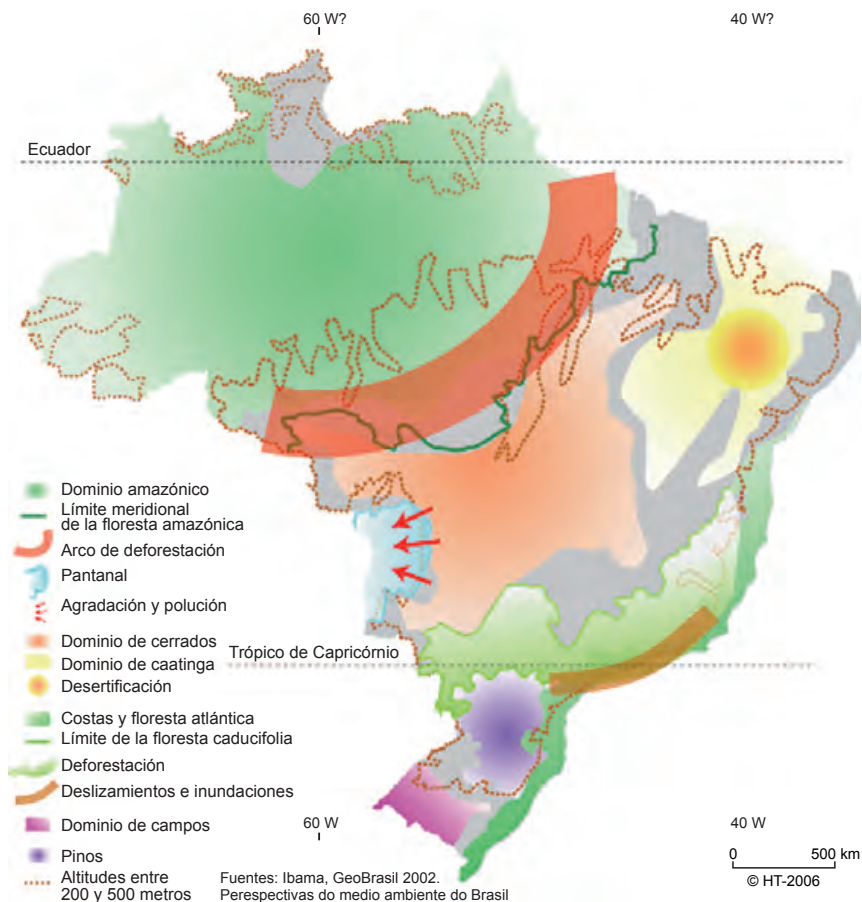 60 W?
40 W?
Ecuador
Dominio amazónico
Límite meridional
de la floresta amazónica
Arco de deforestación
Pantanal
Agradación y polución
Dominio de cerrados
Dominio de caatinga
Trópico de Capricórnio
Desertificación
Costas y floresta atlántica
Límite de la floresta caducifolia
Deforestación
Deslizamientos e inundaciones
Dominio de campos
60 W
40 W
Pinos
Altitudes entre
200 y 500 metros
Fuentes: Ibama, GeoBrasil 2002.
Perespectivas do medio ambiente do Brasil
0 500 km
© HT-2006